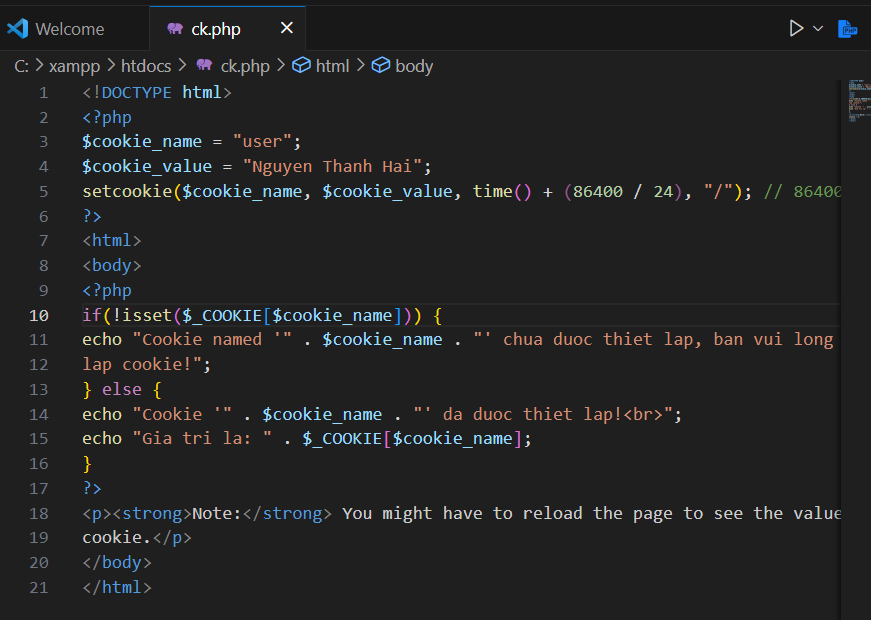 Welcome
ck.php
C: > xampp > htdocs > ck.php > html > body
1 <!DOCTYPE html>
2 <?php
3 $cookie_name = "user";
4 $cookie_value = "Nguyen Thanh Hai";
5 setcookie($cookie_name, $cookie_value, time() + (86400 / 24), "/"); // 86400
6 ?>
7 <html>
8 <body>
9 <?php
10 if(!isset($_COOKIE[$cookie_name])) {
11 echo "Cookie named '" . $cookie_name . "' chua duoc thiet lap, ban vui long
12 lap cookie!";
13 } else {
14 echo "Cookie '" . $cookie_name . "' da duoc thiet lap!<br>";
15 echo "Gia tri la: " . $_COOKIE[$cookie_name];
16 }
17 ?>
18 <p><strong>Note:</strong> You might have to reload the page to see the value
19 cookie.</p>
20 </body>
21 </html>